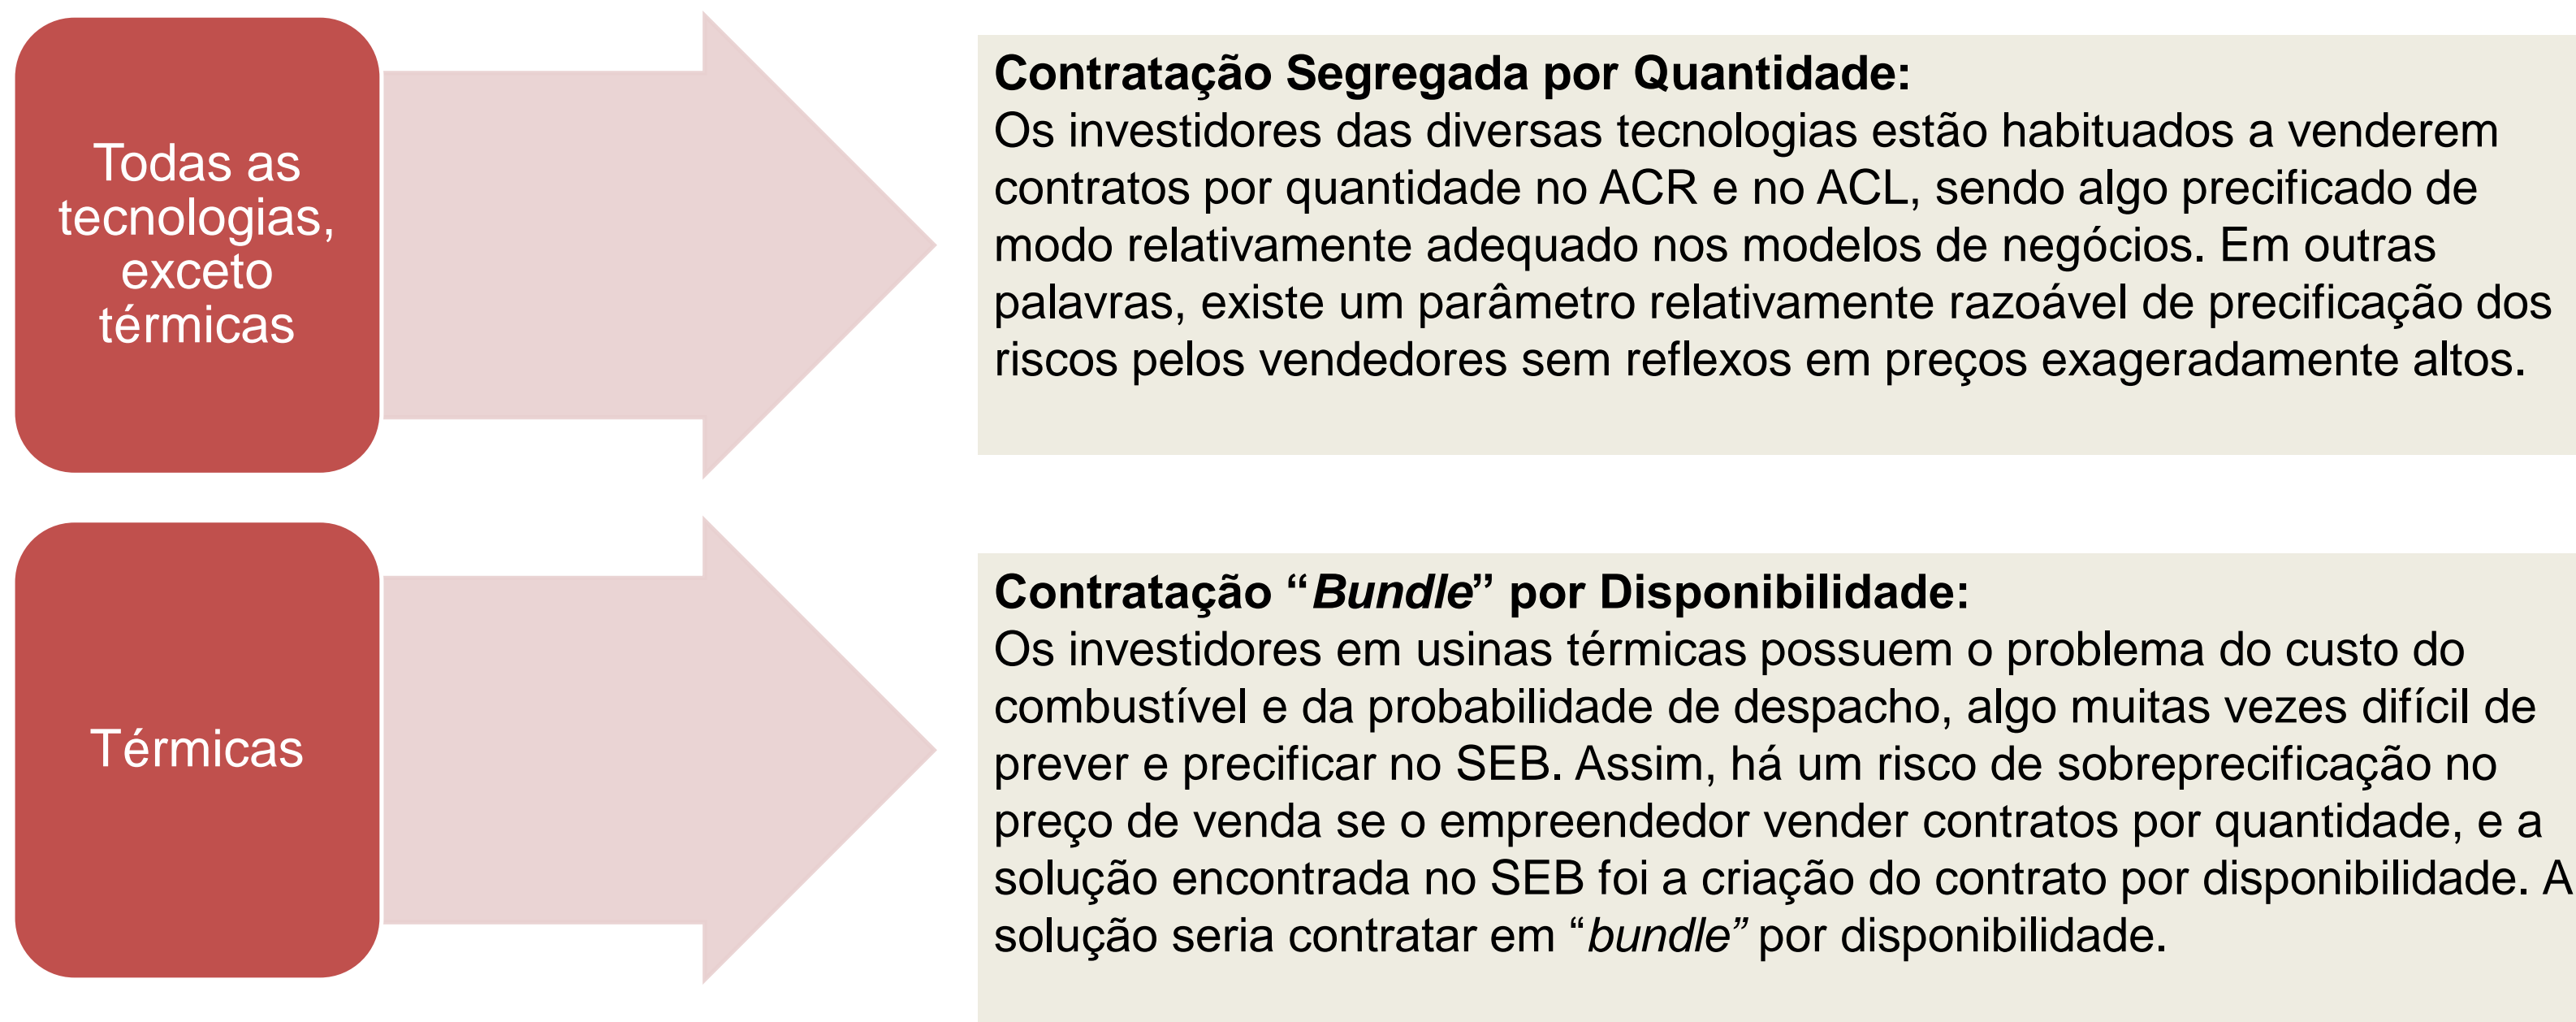 Todas as
tecnologias,
exceto
térmicas
Contratação Segregada por Quantidade:
Os investidores das diversas tecnologias estão habituados a venderem
contratos por quantidade no ACR e no ACL, sendo algo precificado de
modo relativamente adequado nos modelos de negócios. Em outras
palavras, existe um parâmetro relativamente razoável de precificação dos
riscos pelos vendedores sem reflexos em preços exageradamente altos.
Térmicas
Contratação “Bundle” por Disponibilidade:
Os investidores em usinas térmicas possuem o problema do custo do
combustível e da probabilidade de despacho, algo muitas vezes difícil de
prever e precificar no SEB. Assim, há um risco de sobreprecificação no
preço de venda se o empreendedor vender contratos por quantidade, e a
solução encontrada no SEB foi a criação do contrato por disponibilidade. A
solução seria contratar em “bundle” por disponibilidade.